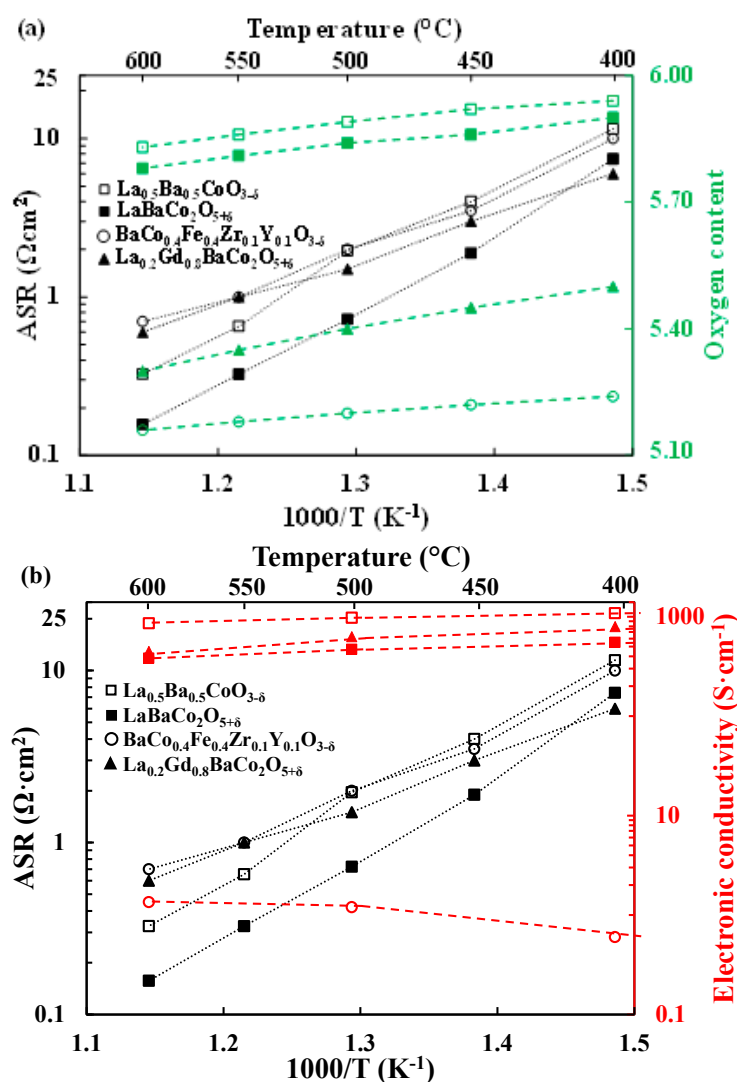 (a)
Temperature (°C)
600 550 500 450 400
25
10
1
0.1
ASR (Ωcm²)
6.00
5.70
5.40
5.10
Oxygen content
La₀.₅Ba₀.₅CoO₃₋δ
LaBaCo₂O₅₊δ
BaCo₀.₄Fe₀.₄Zr₀.₁Y₀.₁O₃₋δ
La₀.₂Gd₀.₈BaCo₂O₅₊δ
1.1 1.2 1.3 1.4 1.5
1000/T (K⁻¹)
(b)
Temperature (°C)
600 550 500 450 400
25
10
1
0.1
ASR (Ω·cm²)
1000
10
0.1
Electronic conductivity (S·cm⁻¹)
La₀.₅Ba₀.₅CoO₃₋δ
LaBaCo₂O₅₊δ
BaCo₀.₄Fe₀.₄Zr₀.₁Y₀.₁O₃₋δ
La₀.₂Gd₀.₈BaCo₂O₅₊δ
1.1 1.2 1.3 1.4 1.5
1000/T (K⁻¹)